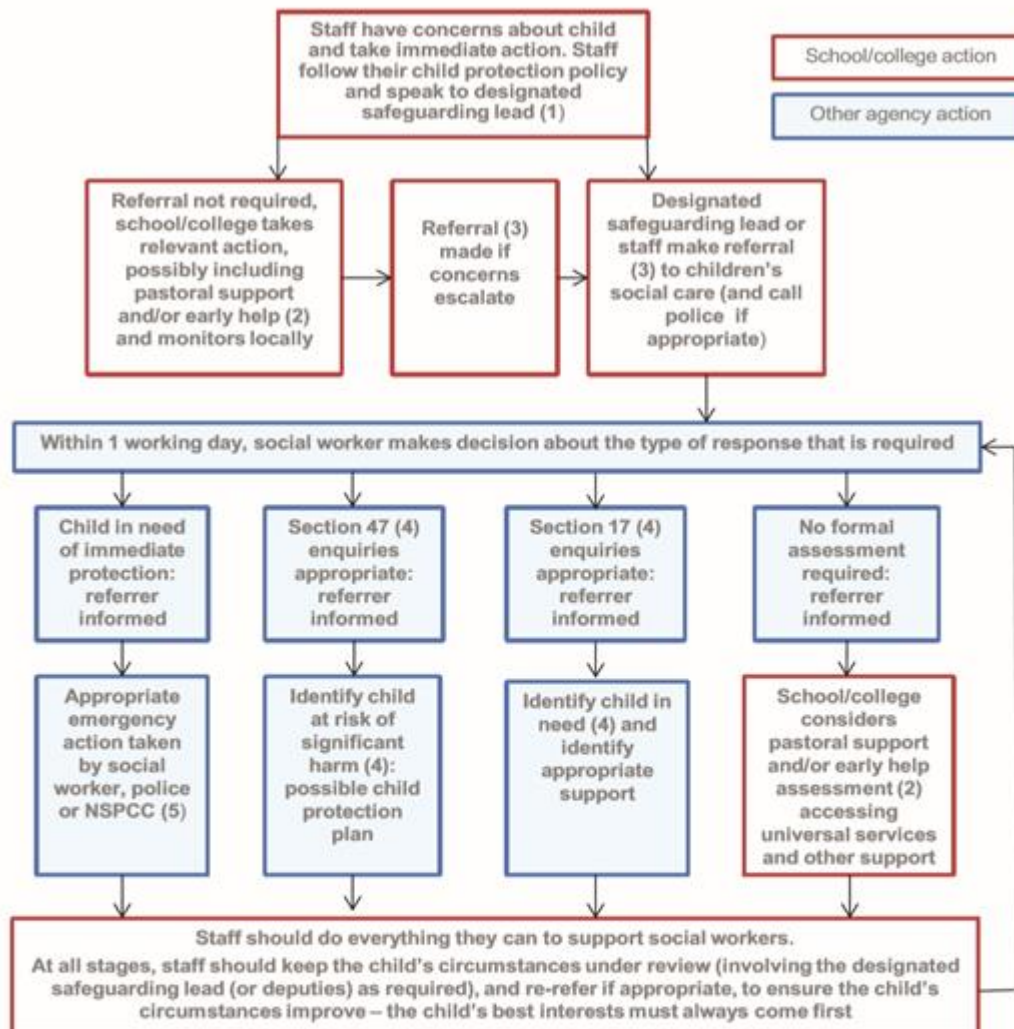 Staff have concerns about child
and take immediate action. Staff
follow their child protection policy
and speak to designated
safeguarding lead (1)
School/college action
Other agency action
Referral not required,
school/college takes
relevant action,
possibly including
pastoral support
and/or early help (2)
and monitors locally
Referral (3)
made if
concerns
escalate
Designated
safeguarding lead or
staff make referral
(3) to children's
social care (and call
police if
appropriate)
Within 1 working day, social worker makes decision about the type of response that is required
Child in need
of immediate
protection:
referrer
informed
Section 47 (4)
enquiries
appropriate:
referrer
informed
Section 17 (4)
enquiries
appropriate:
referrer
informed
No formal
assessment
required:
referrer
informed
Appropriate
emergency
action taken
by social
worker, police
or NSPCC (5)
Identify child
at risk of
significant
harm (4):
possible child
protection
plan
Identify child in
need (4) and
identify
appropriate
support
School/college
considers
pastoral support
and/or early help
assessment (2)
accessing
universal services
and other support
Staff should do everything they can to support social workers.
At all stages, staff should keep the child's circumstances under review (involving the designated
safeguarding lead (or deputies) as required), and re-refer if appropriate, to ensure the child's
circumstances improve – the child's best interests must always come first